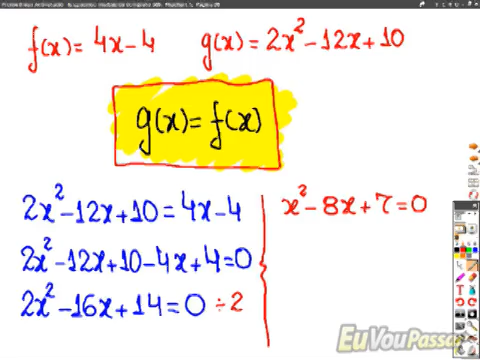 f(x) = 4x - 4
g(x) = 2x² - 12x + 10
g(x) = f(x)
2x² - 12x + 10 = 4x - 4
2x² - 12x + 10 - 4x + 4 = 0
2x² - 16x + 14 = 0 ÷ 2
x² - 8x + 7 = 0
EuVouPassar